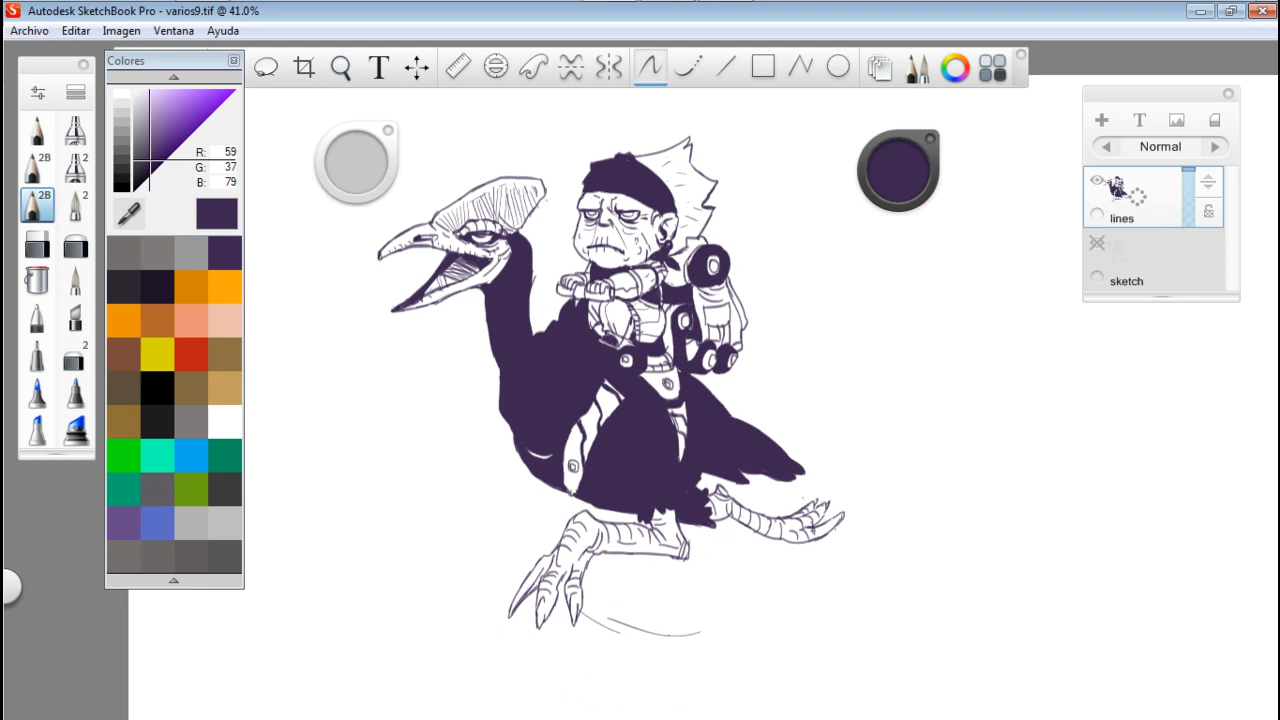 Autodesk SketchBook Pro - varios9.tif @ 41.0%
Archivo Editar Imagen Ventana Ayuda
Colores
R: 59
G: 37
B: 79
2B 2
2B 2
2
T
T
Normal
lines
sketch